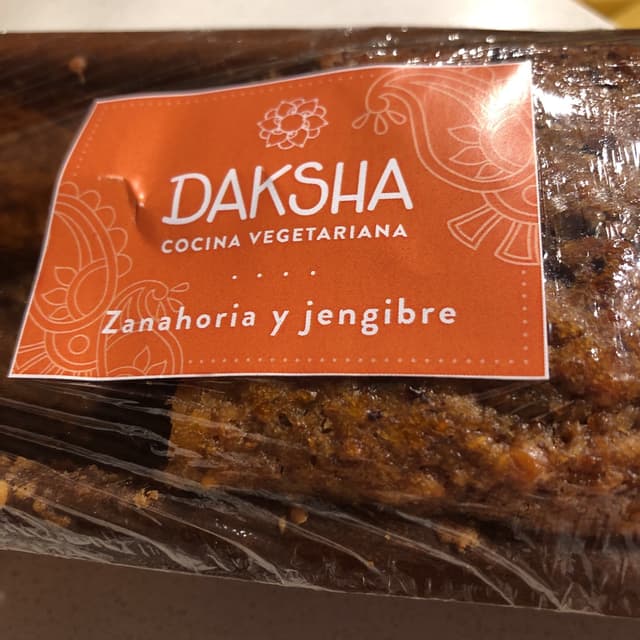 DAKSHA
COCINA VEGETARIANA
Zanahoria y jengibre